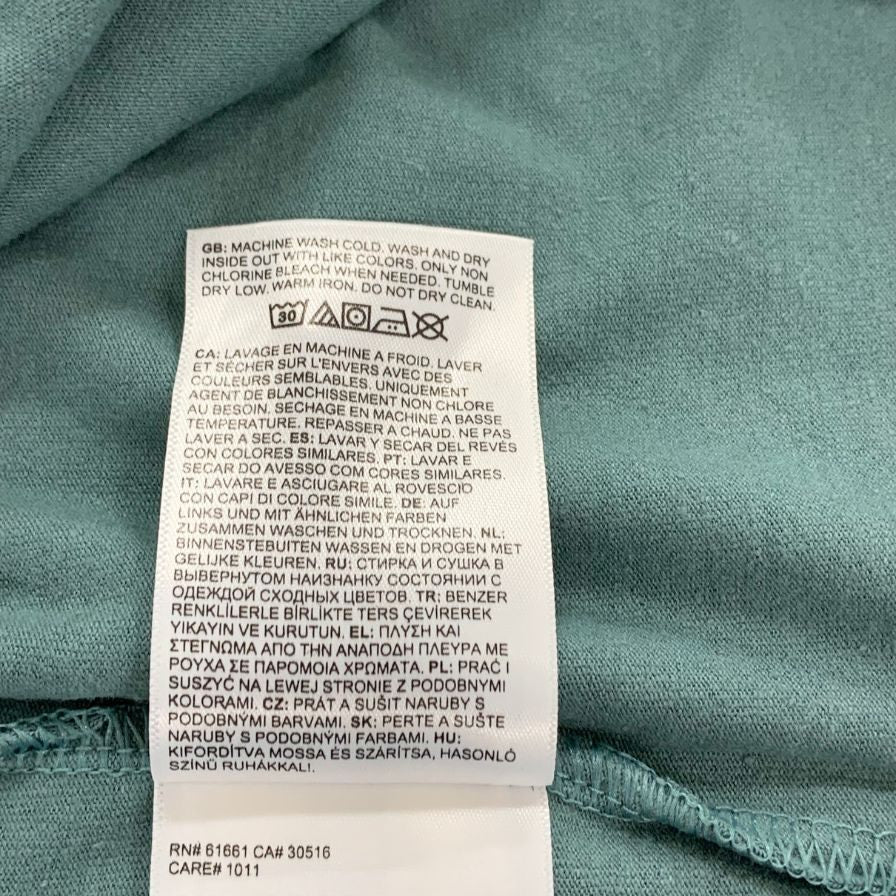 GB: MACHINE WASH COLD. WASH AND DRY
INSIDE OUT WITH LIKE COLORS. ONLY NON
CHLORINE BLEACH WHEN NEEDED. TUMBLE
DRY LOW. WARM IRON. DO NOT DRY CLEAN.
30
CA: LAVAGE EN MACHINE A FROID. LAVER
ET SÉCHER SUR L'ENVERS AVEC DES
COULEURS SEMBLABLES. UNIQUEMENT
AGENT DE BLANCHISSEMENT NON CHLORE
AU BESOIN. SECHAGE EN MACHINE A BASSE
TEMPERATURE. REPASSER A CHAUD. NE PAS
LAVER A SEC. ES: LAVAR Y SECAR DEL REVÉS
CON COLORES SIMILARES. PT: LAVAR E
SECAR DO AVESSO COM CORES SIMILARES.
IT: LAVARE E ASCIUGARE AL ROVESCIO
CON CAPI DI COLORE SIMILE. DE: AUF
LINKS UND MIT ÄHNLICHEN FARBEN
ZUSAMMEN WASCHEN UND TROCKNEN. NL:
BINNENSTEBUITEN WASSEN EN DROGEN MET
GELIJKE KLEUREN. RU: СТИРКА И СУШКА В
ВЫВЕРНУТОМ НАИЗНАНКУ СОСТОЯНИИ С
ОДЕЖДОЙ СХОДНЫХ ЦВЕТОВ. TR: BENZER
RENKLİLERLE BİRLİKTE TERS ÇEVİREREK
YIKAYIN VE KURUTUN. EL: ΠΛΥΣΗ ΚΑΙ
ΣΤΕΓΝΩΜΑ ΑΠΟ ΤΗΝ ΑΝΑΠΟΔΗ ΠΛΕΥΡΑ ΜΕ
ΡΟΥΧΑ ΣΕ ΠΑΡΟΜΟΙΑ ΧΡΩΜΑΤΑ. PL: PRAĆ I
SUSZYĆ NA LEWEJ STRONIE Z PODOBNYMI
KOLORAMI. CZ: PRÁT A SUŠIT NARUBY S
PODOBNÝMI BARVAMI. SK: PERTE A SUŠTE
NARUBY S PODOBNÝMI FARBAMI. HU:
KIFORDÍTVA MOSSA ÉS SZÁRÍTSA, HASONLÓ
SZÍNŰ RUHÁKKAL!.
RN# 61661 CA# 30516
CARE# 1011